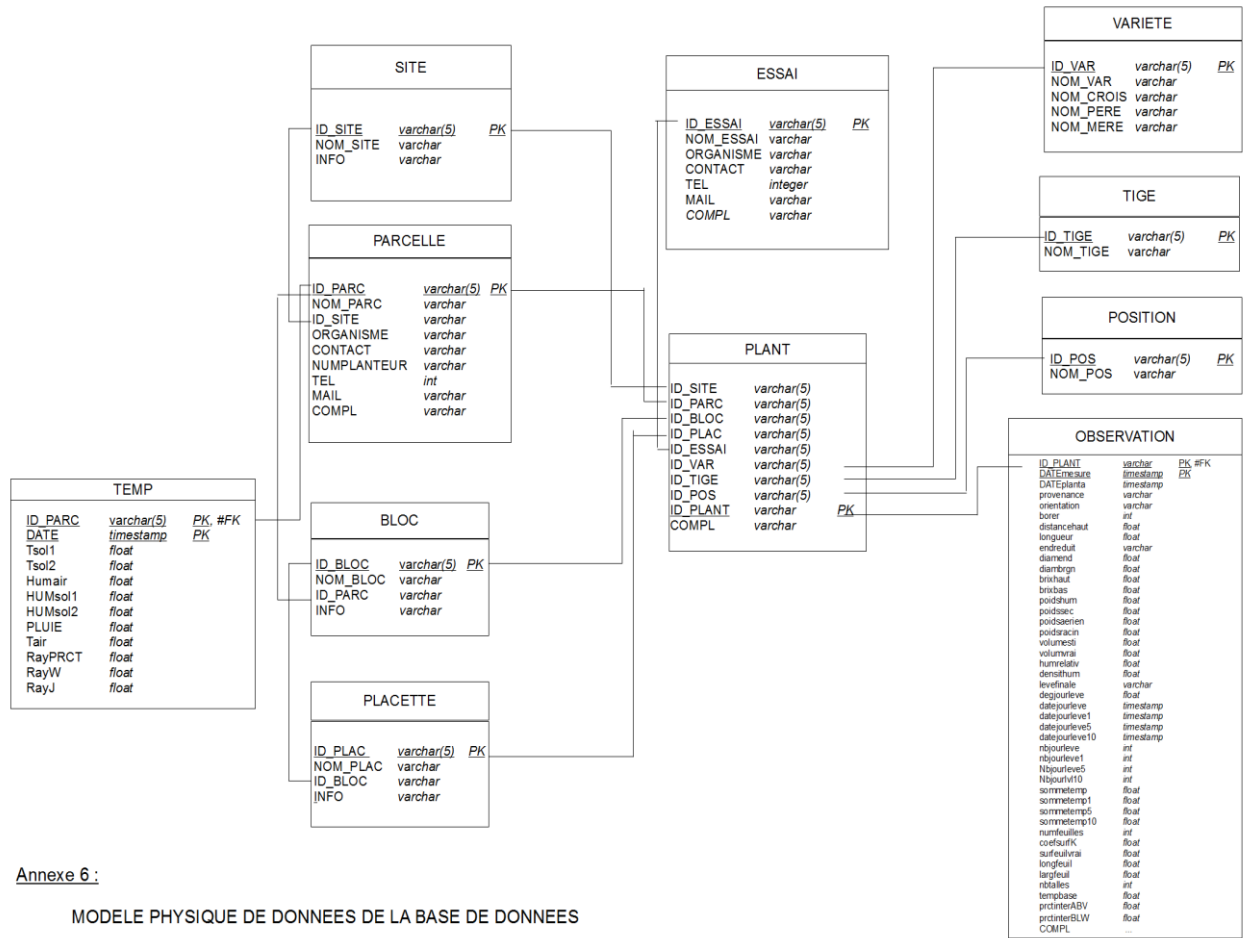 SITE
ID_SITE varchar(5) PK
NOM_SITE varchar
INFO varchar
PARCELLE
ID_PARC varchar(5) PK
NOM_PARC varchar
ID_SITE varchar
ORGANISME varchar
CONTACT varchar
NUMPLANTEUR varchar
TEL int
MAIL varchar
COMPL varchar
TEMP
ID_PARC varchar(5) PK, #FK
DATE timestamp PK
Tsol1 float
Tsol2 float
Humair float
HUMsol1 float
HUMsol2 float
PLUIE float
Tair float
RayPRCT float
RayW float
RayJ float
BLOC
ID_BLOC varchar(5) PK
NOM_BLOC varchar
ID_PARC varchar
INFO varchar
PLACETTE
ID_PLAC varchar(5) PK
NOM_PLAC varchar
ID_BLOC varchar
INFO varchar
ESSAI
ID_ESSAI varchar(5) PK
NOM_ESSAI varchar
ORGANISME varchar
CONTACT varchar
TEL integer
MAIL varchar
COMPL varchar
PLANT
ID_SITE varchar(5)
ID_PARC varchar(5)
ID_BLOC varchar(5)
ID_PLAC varchar(5)
ID_ESSAI varchar(5)
ID_VAR varchar(5)
ID_TIGE varchar(5)
ID_POS varchar(5)
ID_PLANT varchar PK
COMPL varchar
VARIETE
ID_VAR varchar(5) PK
NOM_VAR varchar
NOM_CROIS varchar
NOM_PERE varchar
NOM_MERE varchar
TIGE
ID_TIGE varchar(5) PK
NOM_TIGE varchar
POSITION
ID_POS varchar(5) PK
NOM_POS varchar
OBSERVATION
ID_PLANT varchar PK, #FK
DATEmesure timestamp PK
DATEplanta timestamp
provenance varchar
orientation varchar
borer int
distancehaut float
longueur float
endreduit varchar
diamend float
diambrgn float
brixhaut float
brixbas float
poidshum float
poidssec float
poidsaerien float
poidsracin float
volumesti float
volumvrai float
humrelativ float
densithum float
levefinale varchar
degjourleve float
datejourleve timestamp
datejourleve1 timestamp
datejourleve5 timestamp
datejourleve10 timestamp
nbjourleve int
nbjourleve1 int
Nbjourleve5 int
Nbjourlvl10 int
sommetemp float
sommetemp1 float
sommetemp5 float
sommetemp10 float
numfeuilles int
coefsurfK float
surfeuilvrai float
longfeuil float
largfeuil float
nbtalles int
tempbase float
prctinterABV float
prctinterBLW float
COMPL ...
Annexe 6 :
MODELE PHYSIQUE DE DONNEES DE LA BASE DE DONNEES